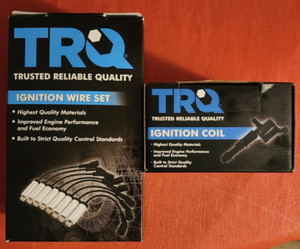 TRQ
TRUSTED RELIABLE QUALITY
IGNITION WIRE SET
• Highest Quality Materials
• Improved Engine Performance
and Fuel Economy
• Built to Strict Quality Control Standards
TRQ
TRUSTED RELIABLE QUALITY
IGNITION COIL
• Highest Quality Materials
• Improved Engine Performance
and Fuel Economy
• Built to Strict Quality
Control Standards